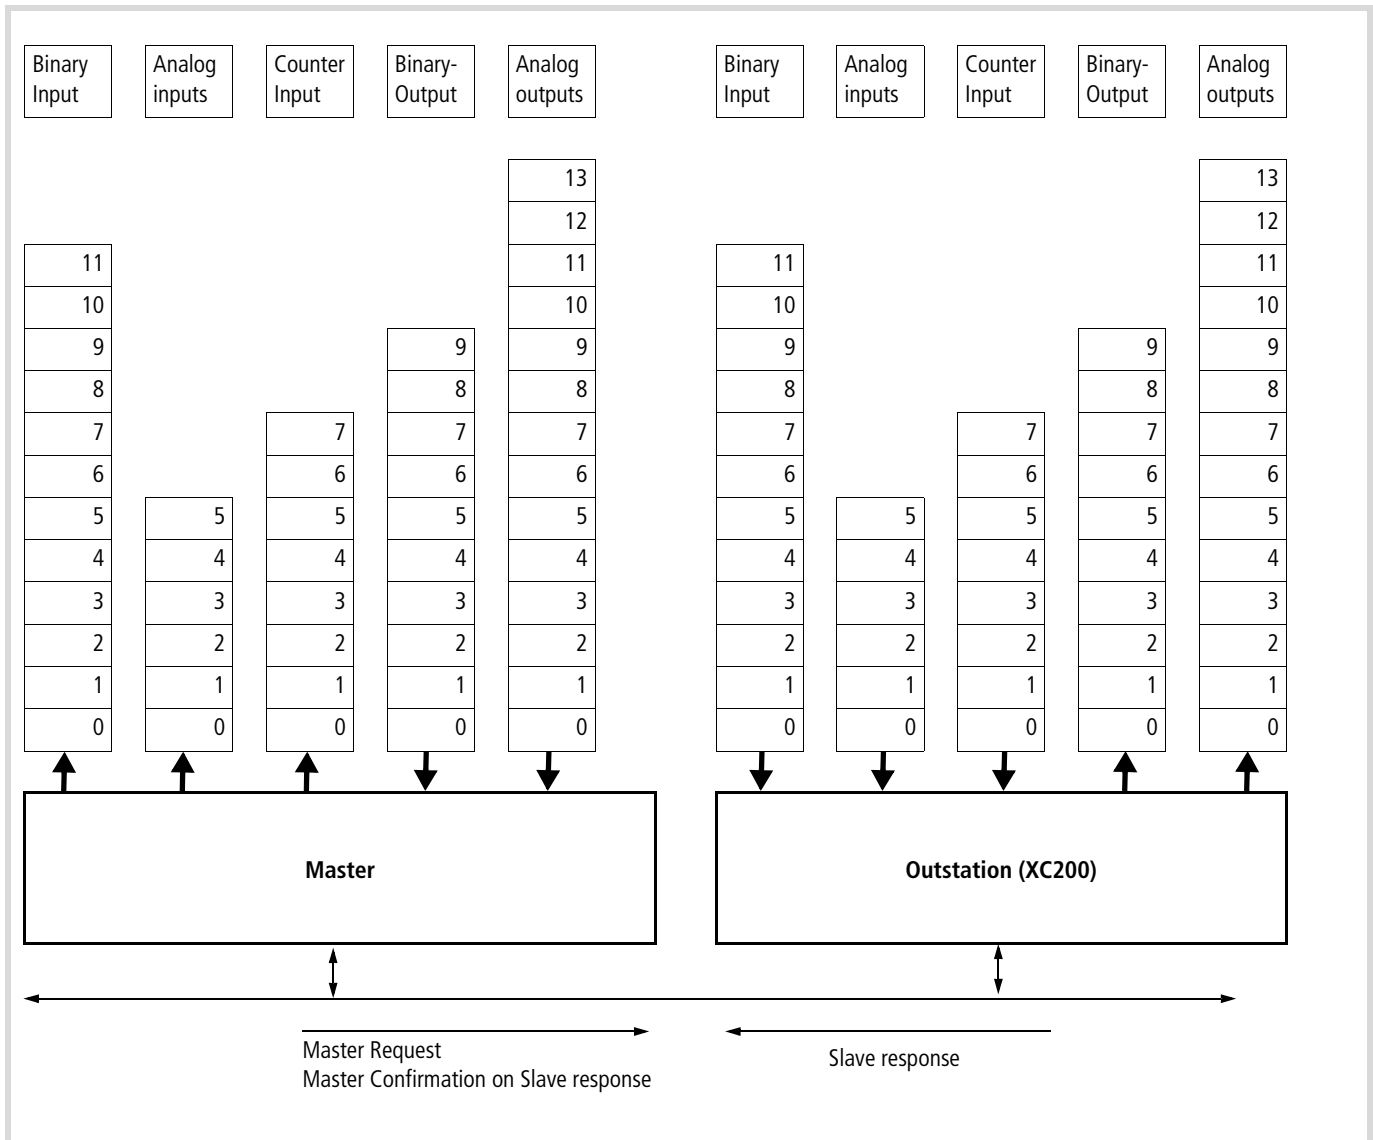 Binary Input
Analog inputs
Counter Input
Binary-Output
Analog outputs
Binary Input
Analog inputs
Counter Input
Binary-Output
Analog outputs
13 13
12 12
11 11 11 11
10 10 10 10
9 9 9 9 9 9
8 8 8 8 8 8
7 7 7 7 7 7 7 7
6 6 6 6 6 6 6 6
5 5 5 5 5 5 5 5 5 5
4 4 4 4 4 4 4 4 4 4
3 3 3 3 3 3 3 3 3 3
2 2 2 2 2 2 2 2 2 2
1 1 1 1 1 1 1 1 1 1
0 0 0 0 0 0 0 0 0 0
Master
Outstation (XC200)
Master Request
Master Confirmation on Slave response
Slave response